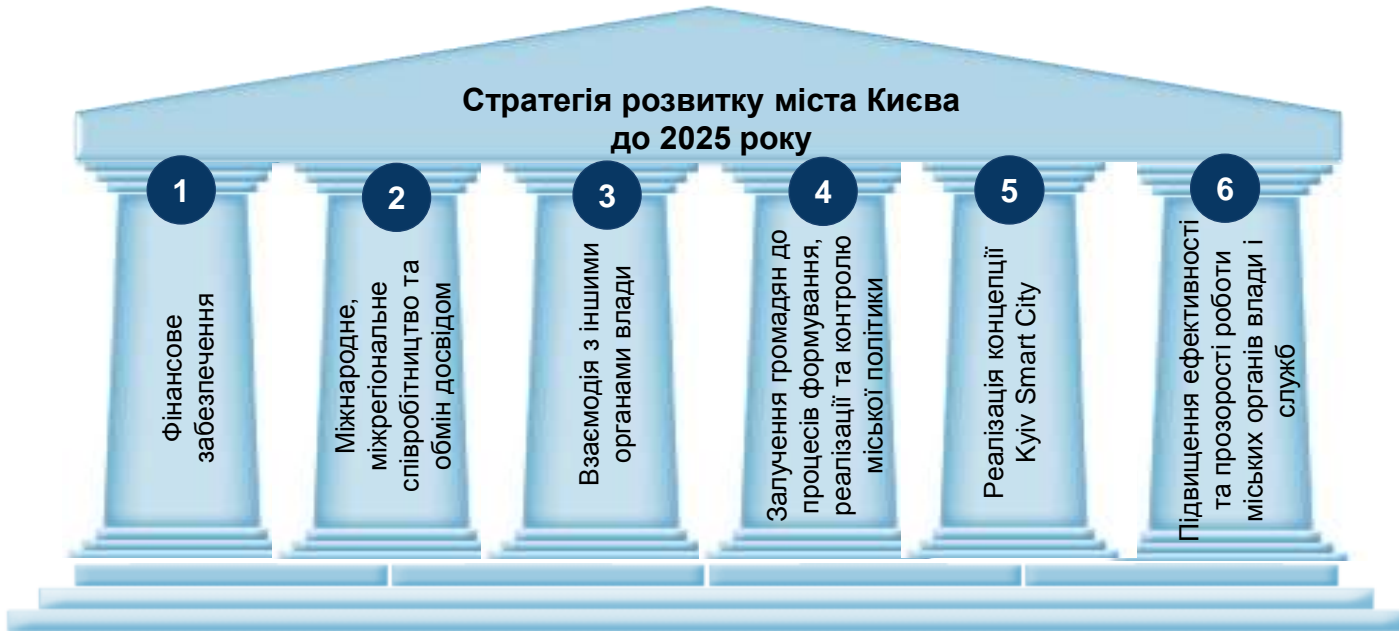 Стратегія розвитку міста Києва
до 2025 року
1
Фінансове
забезпечення
2
Міжнародне,
міжрегіональне
співробітництво та
обмін досвідом
3
Взаємодія з іншими
органами влади
4
Залучення громадян до
процесів формування,
реалізації та контролю
міської політики
5
Реалізація концепції
Kyiv Smart City
6
Підвищення ефективності
та прозорості роботи
міських органів влади і
служб